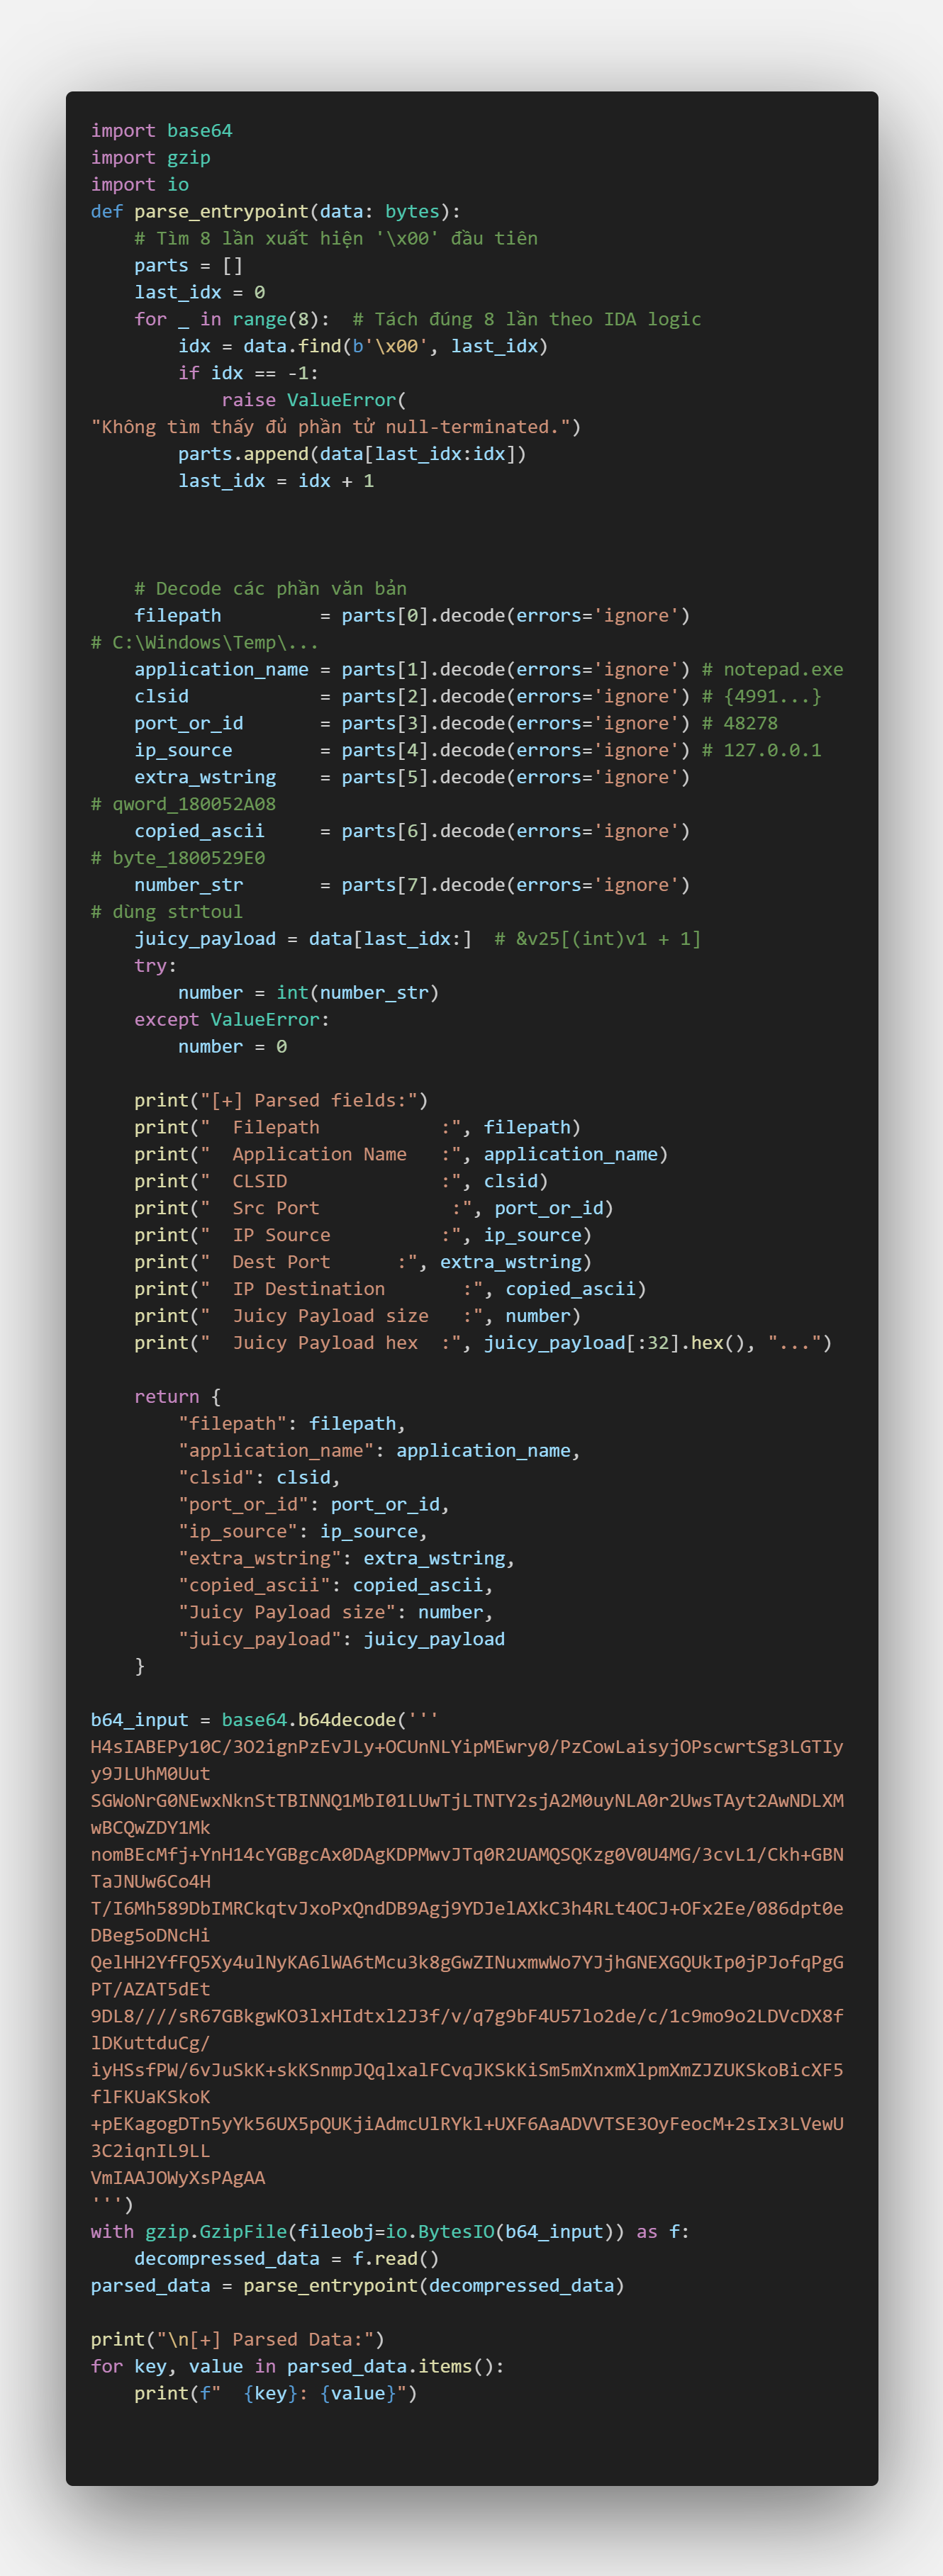 import base64
import gzip
import io
def parse_entrypoint(data: bytes):
    # Tìm 8 lần xuất hiện '\x00' đầu tiên
    parts = []
    last_idx = 0
    for _ in range(8):  # Tách đúng 8 lần theo IDA logic
        idx = data.find(b'\x00', last_idx)
        if idx == -1:
            raise ValueError(
"Không tìm thấy đủ phần tử null-terminated.")
        parts.append(data[last_idx:idx])
        last_idx = idx + 1
    # Decode các phần văn bản
    filepath         = parts[0].decode(errors='ignore')
# C:\Windows\Temp\...
    application_name = parts[1].decode(errors='ignore') # notepad.exe
    clsid            = parts[2].decode(errors='ignore') # {4991...}
    port_or_id       = parts[3].decode(errors='ignore') # 48278
    ip_source        = parts[4].decode(errors='ignore') # 127.0.0.1
    extra_wstring    = parts[5].decode(errors='ignore')
# qword_180052A08
    copied_ascii     = parts[6].decode(errors='ignore')
# byte_1800529E0
    number_str       = parts[7].decode(errors='ignore')
# dùng strtoul
    juicy_payload = data[last_idx:]  # &v25[(int)v1 + 1]
    try:
        number = int(number_str)
    except ValueError:
        number = 0
    print("[+] Parsed fields:")
    print("  Filepath           :", filepath)
    print("  Application Name   :", application_name)
    print("  CLSID              :", clsid)
    print("  Src Port            :", port_or_id)
    print("  IP Source          :", ip_source)
    print("  Dest Port      :", extra_wstring)
    print("  IP Destination       :", copied_ascii)
    print("  Juicy Payload size   :", number)
    print("  Juicy Payload hex  :", juicy_payload[:32].hex(), "...")
    return {
        "filepath": filepath,
        "application_name": application_name,
        "clsid": clsid,
        "port_or_id": port_or_id,
        "ip_source": ip_source,
        "extra_wstring": extra_wstring,
        "copied_ascii": copied_ascii,
        "Juicy Payload size": number,
        "juicy_payload": juicy_payload
    }
b64_input = base64.b64decode('''
H4sIABEPy10C/3O2ignPzEvJLy+OCUnNLYipMEwry0/PzCowLaisyjOPscwrtSg3LGTIy
y9JLUhM0Uut
SGWoNrG0NEwxNknStTBINNQ1MbI01LUwTjLTNTY2sjA2M0uyNLA0r2UwsTAyt2AwNDLXM
wBCQwZDY1Mk
nomBEcMfj+YnH14cYGBgcAx0DAgKDPMwvJTq0R2UAMQSQKzg0V0U4MG/3cvL1/Ckh+GBN
TaJNUw6Co4H
T/I6Mh589DbIMRCkqtvJxoPxQndDB9Agj9YDJelAXkC3h4RLt4OCJ+OFx2Ee/086dpt0e
DBeg5oDNcHi
QelHH2YfFQ5Xy4ulNyKA6lWA6tMcu3k8gGwZINuxmwWo7YJjhGNEXGQUkIp0jPJofqPgG
PT/AZAT5dEt
9DL8////sR67GBkgwKO3lxHIdtxl2J3f/v/q7g9bF4U57lo2de/c/1c9mo9o2LDVcDX8f
lDKuttduCg/
iyHSsfPW/6vJuSkK+skKSnmpJQqlxalFCvqJKSkKiSm5mXnxmXlpmXmZJZUKSkoBicXF5
flFKUaKSkoK
+pEKagogDTn5yYk56UX5pQUKjiAdmcUlRYkl+UXF6AaADVVTSE3OyFeocM+2sIx3LVewU
3C2iqnIL9LL
VmIAAJOWyXsPAgAA
''')
with gzip.GzipFile(fileobj=io.BytesIO(b64_input)) as f:
    decompressed_data = f.read()
parsed_data = parse_entrypoint(decompressed_data)
print("\n[+] Parsed Data:")
for key, value in parsed_data.items():
    print(f"  {key}: {value}")